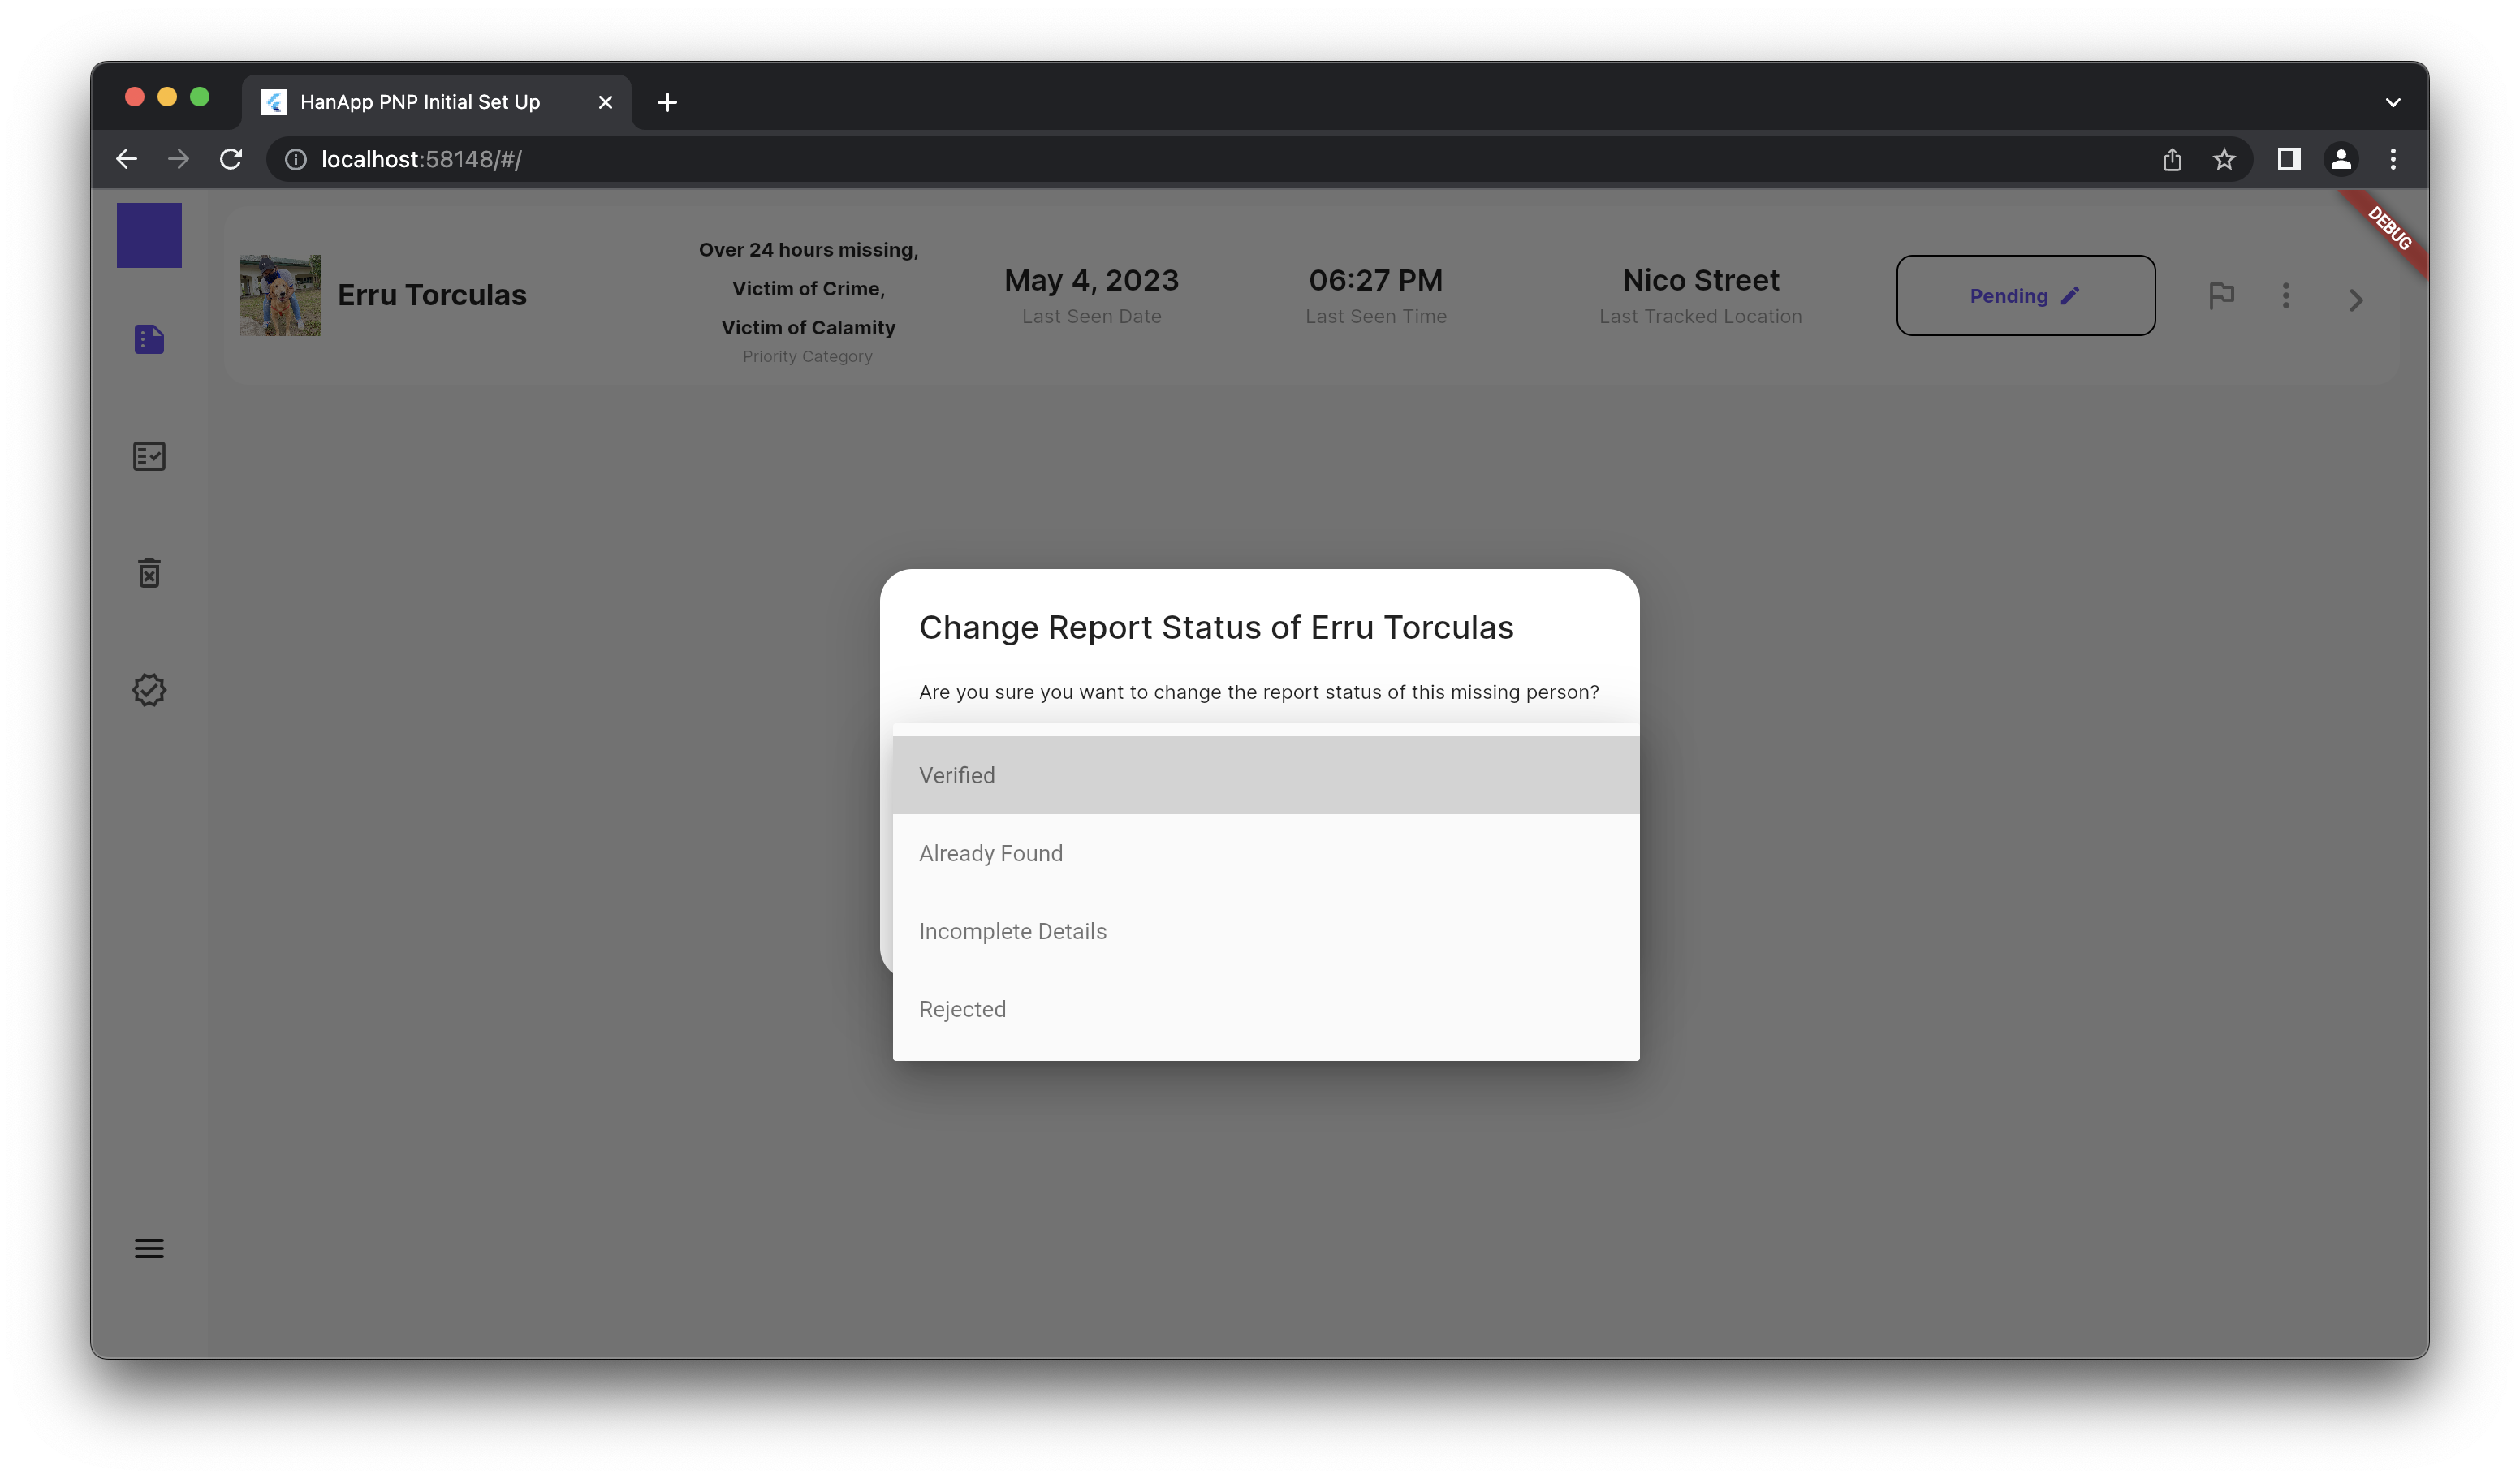 HanApp PNP Initial Set Up
localhost:58148/#/
DEBUG
Erru Torculas
Over 24 hours missing,
Victim of Crime,
Victim of Calamity
Priority Category
May 4, 2023
Last Seen Date
06:27 PM
Last Seen Time
Nico Street
Last Tracked Location
Pending
Change Report Status of Erru Torculas
Are you sure you want to change the report status of this missing person?
Verified
Already Found
Incomplete Details
Rejected